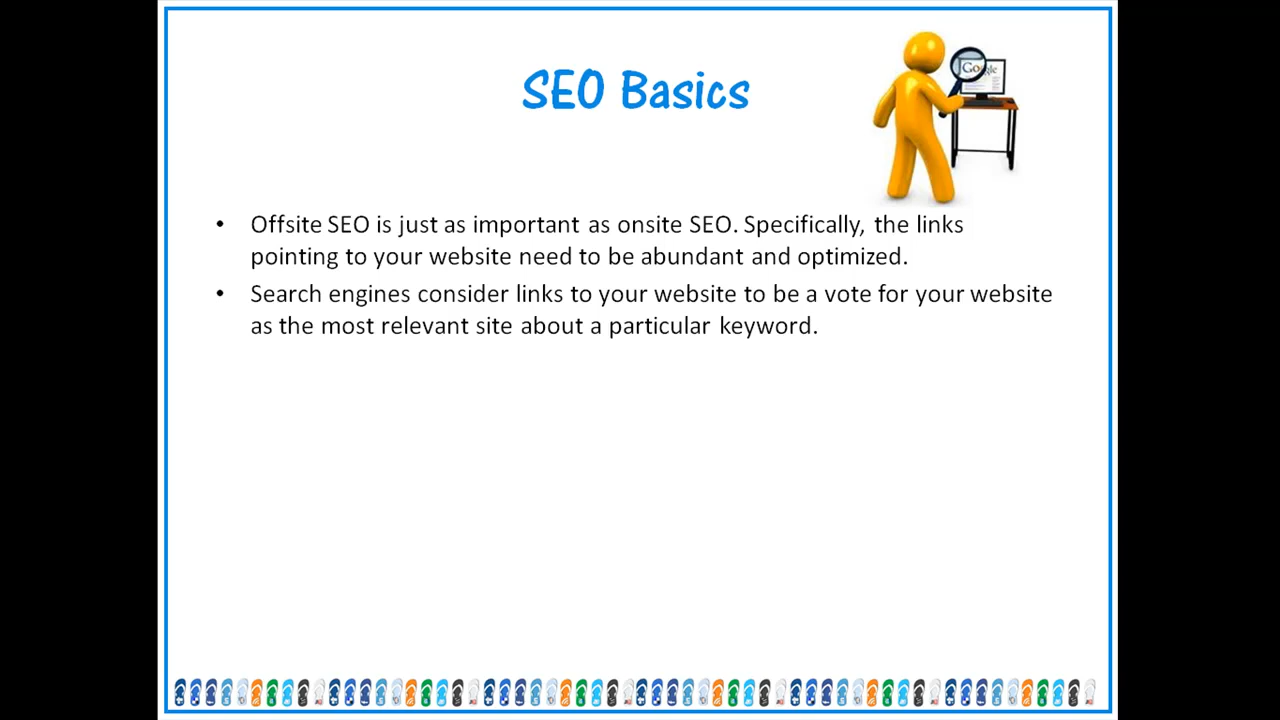 SEO Basics
Google
• Offsite SEO is just as important as onsite SEO. Specifically, the links
pointing to your website need to be abundant and optimized.
• Search engines consider links to your website to be a vote for your website
as the most relevant site about a particular keyword.